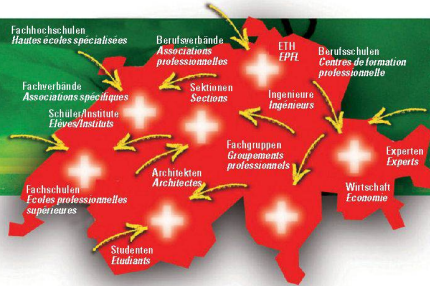 Fachhochschulen
Hautes écoles spécialisées
Berufsverbände
Associations
professionnelles
ETH
EPFL
Berufsschulen
Centres de formation
professionnelle
Fachverbände
Associations spécifiques
Sektionen
Sections
Ingenieure
Ingénieurs
Schüler/Institute
Elèves/Instituts
Fachgruppen
Groupements
professionnels
Experten
Experts
Architekten
Architectes
Fachschulen
Ecoles professionnelles
supérieures
Wirtschaft
Economie
Studenten
Etudiants